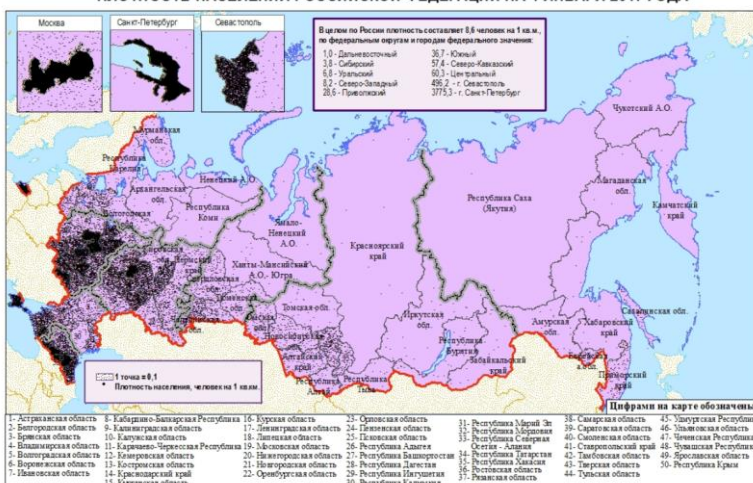 Москва
Санкт-Петербург
Севастополь
В целом по России плотность составляет 8,6 человек на 1 кв.м.,
по федеральным округам и городам федерального значения:
1,0 - Дальневосточный
3,8 - Сибирский
6,8 - Уральский
8,2 - Северо-Западный
28,6 - Приволжский
36,7 - Южный
57,4 - Северо-Кавказский
60,3 - Центральный
496,2 - г. Севастополь
3775,3 - г. Санкт-Петербург
Чукотский А.О.
Мурманская
обл.
Республика
Карелия
Ненецкий А.О.
Архангельская
обл.
Магаданская
обл.
Камчатский
край
Республика Саха
(Якутия)
Вологодская
Республика
Коми
Ямало-
Ненецкий
А.О.
Красноярский
край
Ханты-Мансийский
А.О.- Югра
Пермский
край
Свердловская
обл.
Тюменская
обл.
Томская обл.
Омская
обл.
Новосибирская
обл.
Алтайский
край
Республика
Алтай
Республика
Тыва
Иркутская
обл.
Республика
Бурятия
Забайкальский
край
Амурская
обл.
Хабаровский
край
Сахалинская обл.
Приморский
край
1 точка = 0,1
Плотность населения, человек на 1 кв.км.
Цифрами на карте обозначены
1- Астраханская область
2- Белгородская область
3- Брянская область
4- Владимирская область
5- Волгоградская область
6- Воронежская область
7- Ивановская область
8- Кабардино-Балкарская Республика
9- Калининградская область
10- Калужская область
11- Карачаево-Черкесская Республика
12- Кемеровская область
13- Костромская область
14- Краснодарский край
16- Курская область
17- Ленинградская область
18- Липецкая область
19- Московская область
20- Нижегородская область
21- Новгородская область
22- Оренбургская область
23- Орловская область
24- Пензенская область
25- Псковская область
26- Республика Адыгея
27- Республика Башкортостан
28- Республика Дагестан
29- Республика Ингушетия
31- Республика Марий Эл
32- Республика Мордовия
33- Республика Северная
Осетия - Алания
34- Республика Татарстан
35- Республика Хакасия
36- Ростовская область
37- Рязанская область
38- Самарская область
39- Саратовская область
40- Смоленская область
41- Ставропольский край
42- Тамбовская область
43- Тверская область
44- Тульская область
45- Удмуртская Республика
46- Ульяновская область
47- Чеченская Республика
48- Чувашская Республика
49- Ярославская область
50- Республика Крым